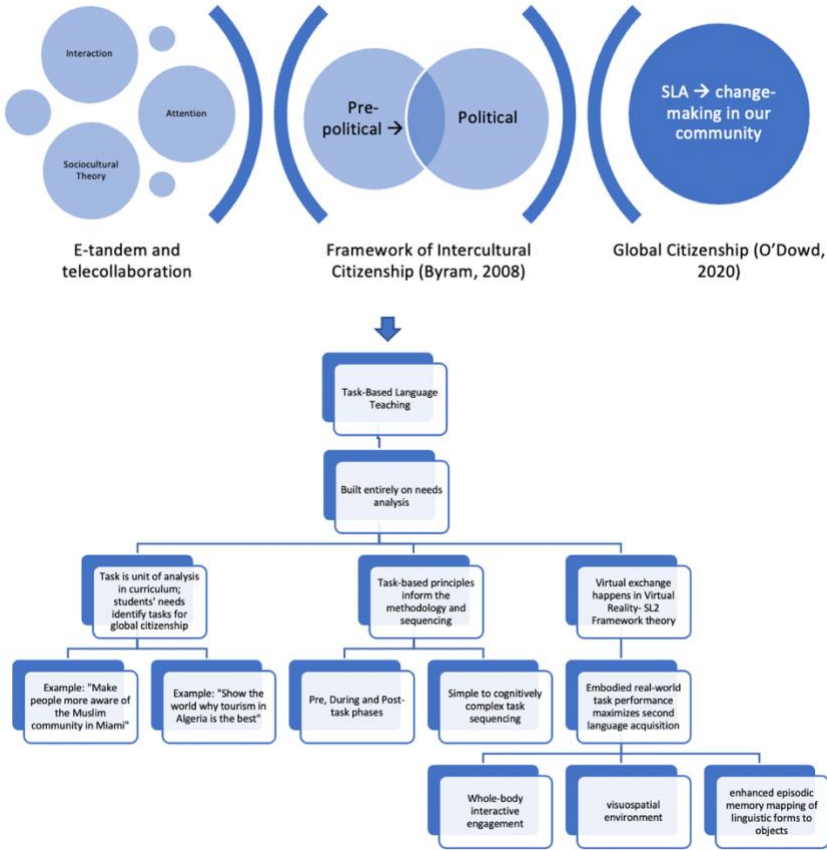 Interaction
Attention
Sociocultural
Theory
Pre-
political →
Political
SLA → change-
making in our
community
E-tandem and
telecollaboration
Framework of Intercultural
Citizenship (Byram, 2008)
Global Citizenship (O'Dowd,
2020)
Task-Based Language
Teaching
Built entirely on needs
analysis
Task is unit of analysis
in curriculum;
students' needs
identify tasks for
global citizenship
Task-based principles
inform the
methodology and
sequencing
Virtual exchange
happens in Virtual
Reality- SL2
Framework theory
Example: "Make
people more aware of
the Muslim
community in Miami"
Example: "Show the
world why tourism in
Algeria is the best"
Pre, During and Post-
task phases
Simple to cognitively
complex task
sequencing
Embodied real-world
task performance
maximizes second
language acquisition
Whole-body
interactive
engagement
visuospatial
environment
enhanced episodic
memory mapping of
linguistic forms to
objects